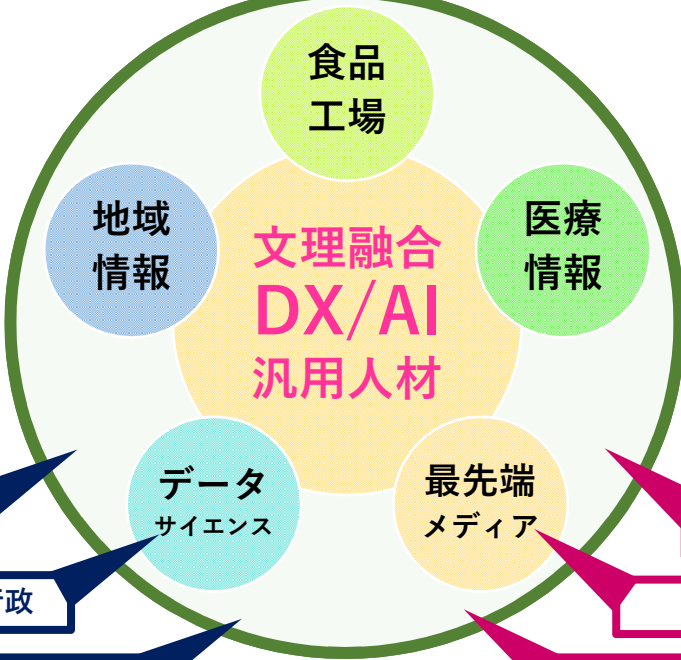 食品
工場
地域
情報
医療
情報
文理融合
DX/AI
汎用人材
データ
サイエンス
最先端
メディア
政